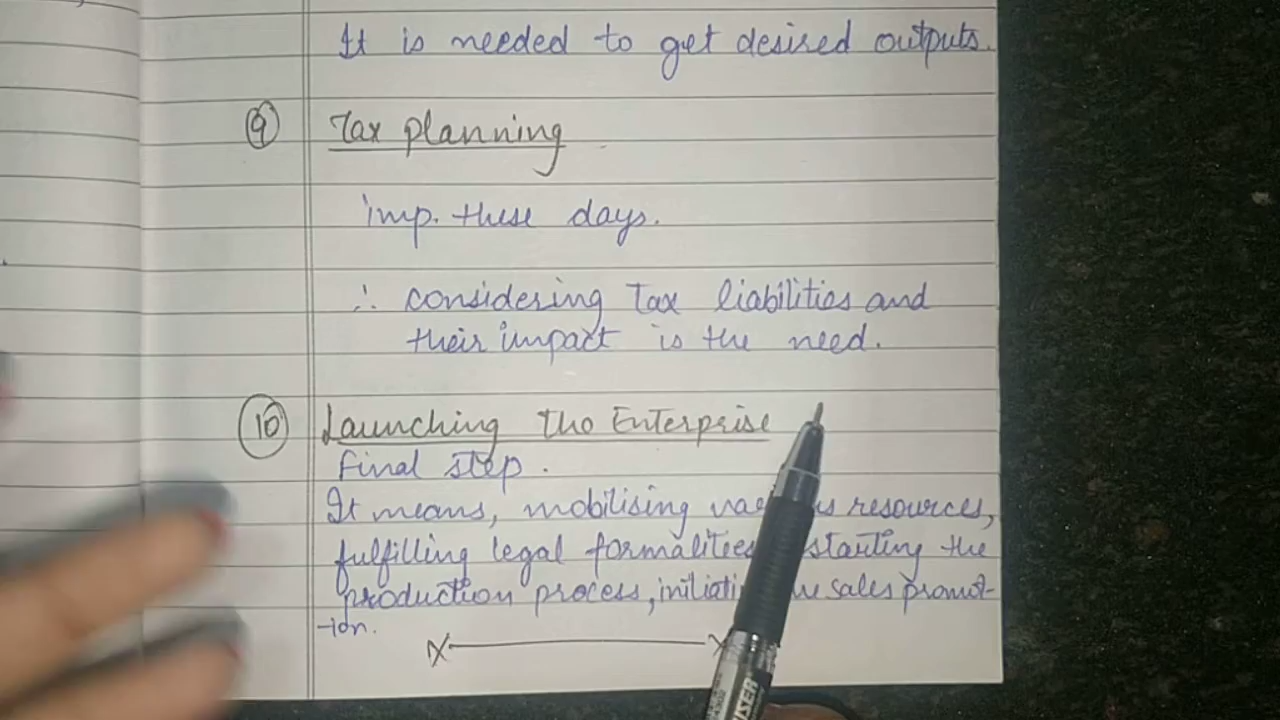 It is needed to get desired outputs.
9 Tax planning
imp. these days.
∴ considering Tax liabilities and
their impact is the need.
10 Launching the Enterprise
Final step.
It means, mobilising resources,
fulfilling legal formalities starting the
production process, sales promot-
-ion.
X X